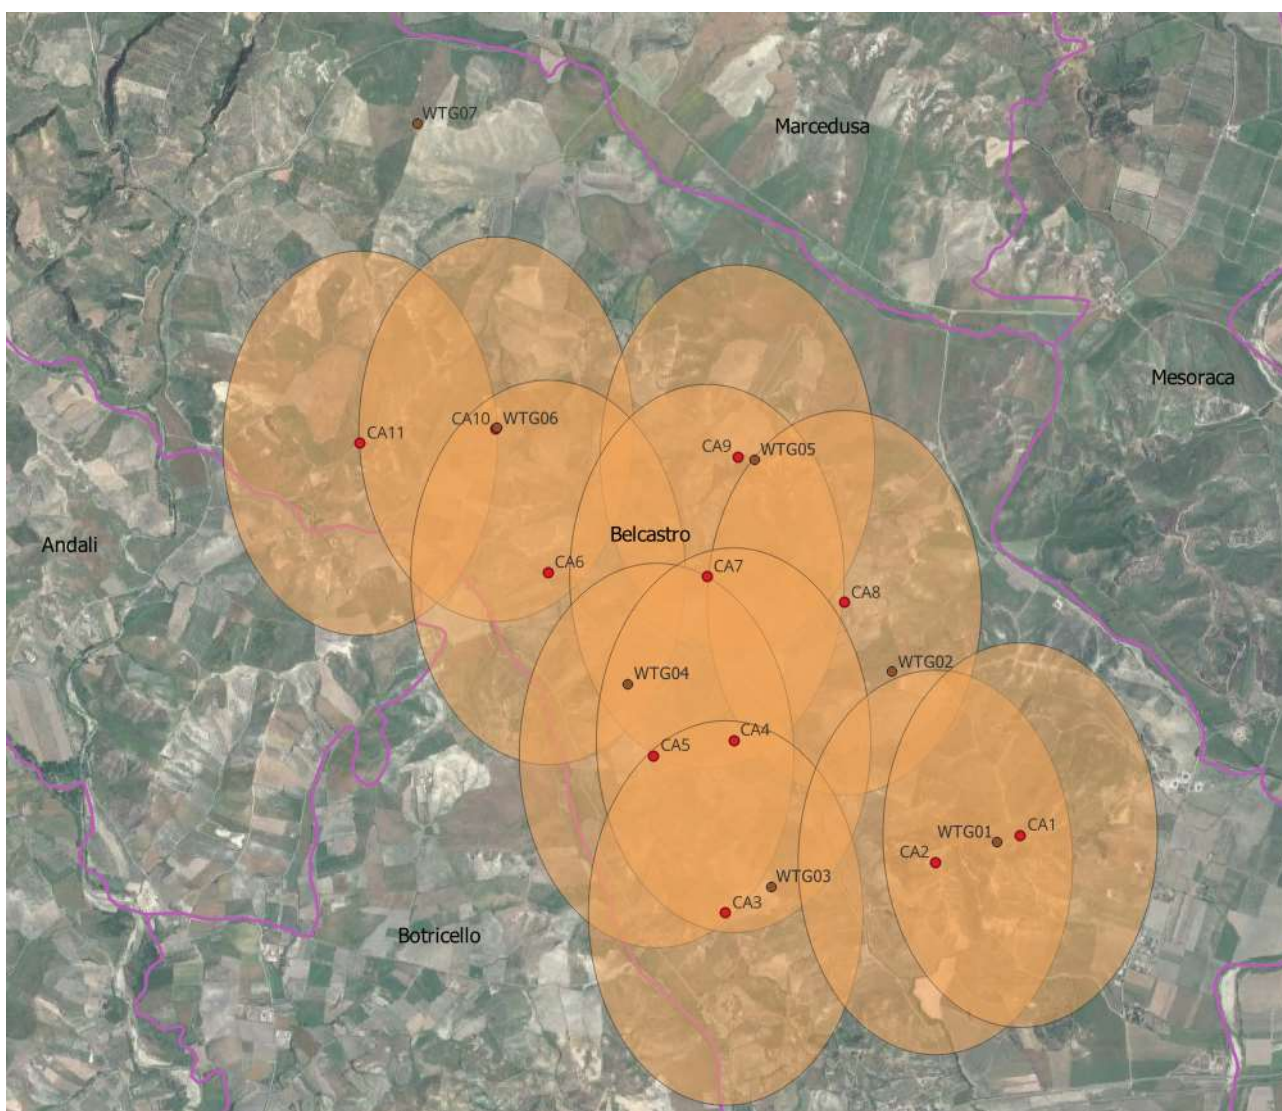 WTG07
Marcedusa
Mesoraca
CA11
CA10
WTG06
CA9
WTG05
Belcastro
Andali
CA6
CA7
CA8
WTG04
WTG02
CA5
CA4
WTG01
CA1
CA2
WTG03
CA3
Botricello